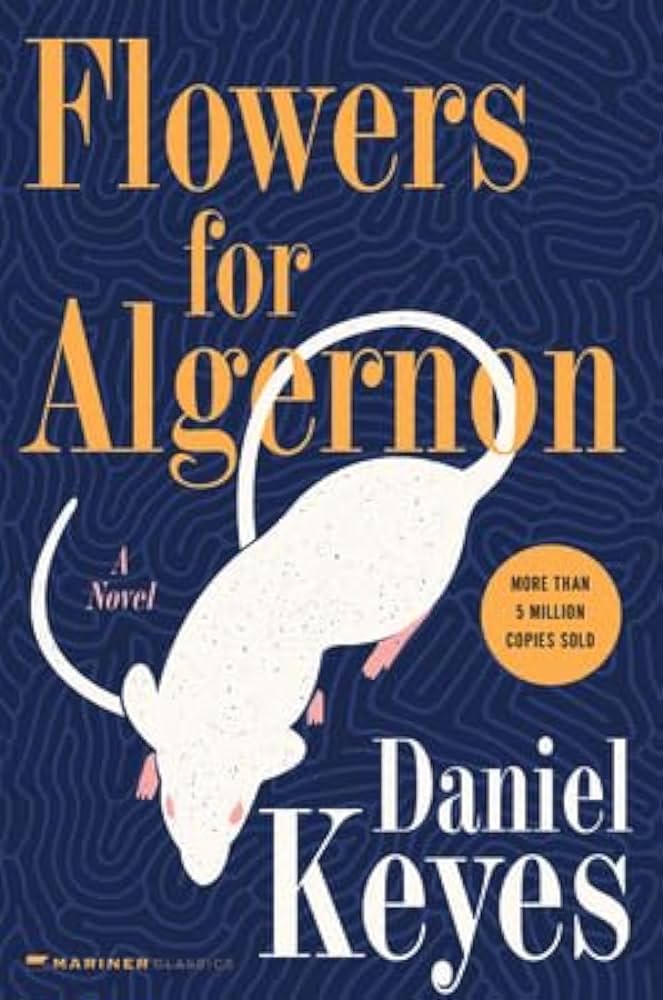 Flowers
for
Algernon
A
Novel
MORE THAN
5 MILLION
COPIES SOLD
Daniel
Keyes
MARINER CLASSICS